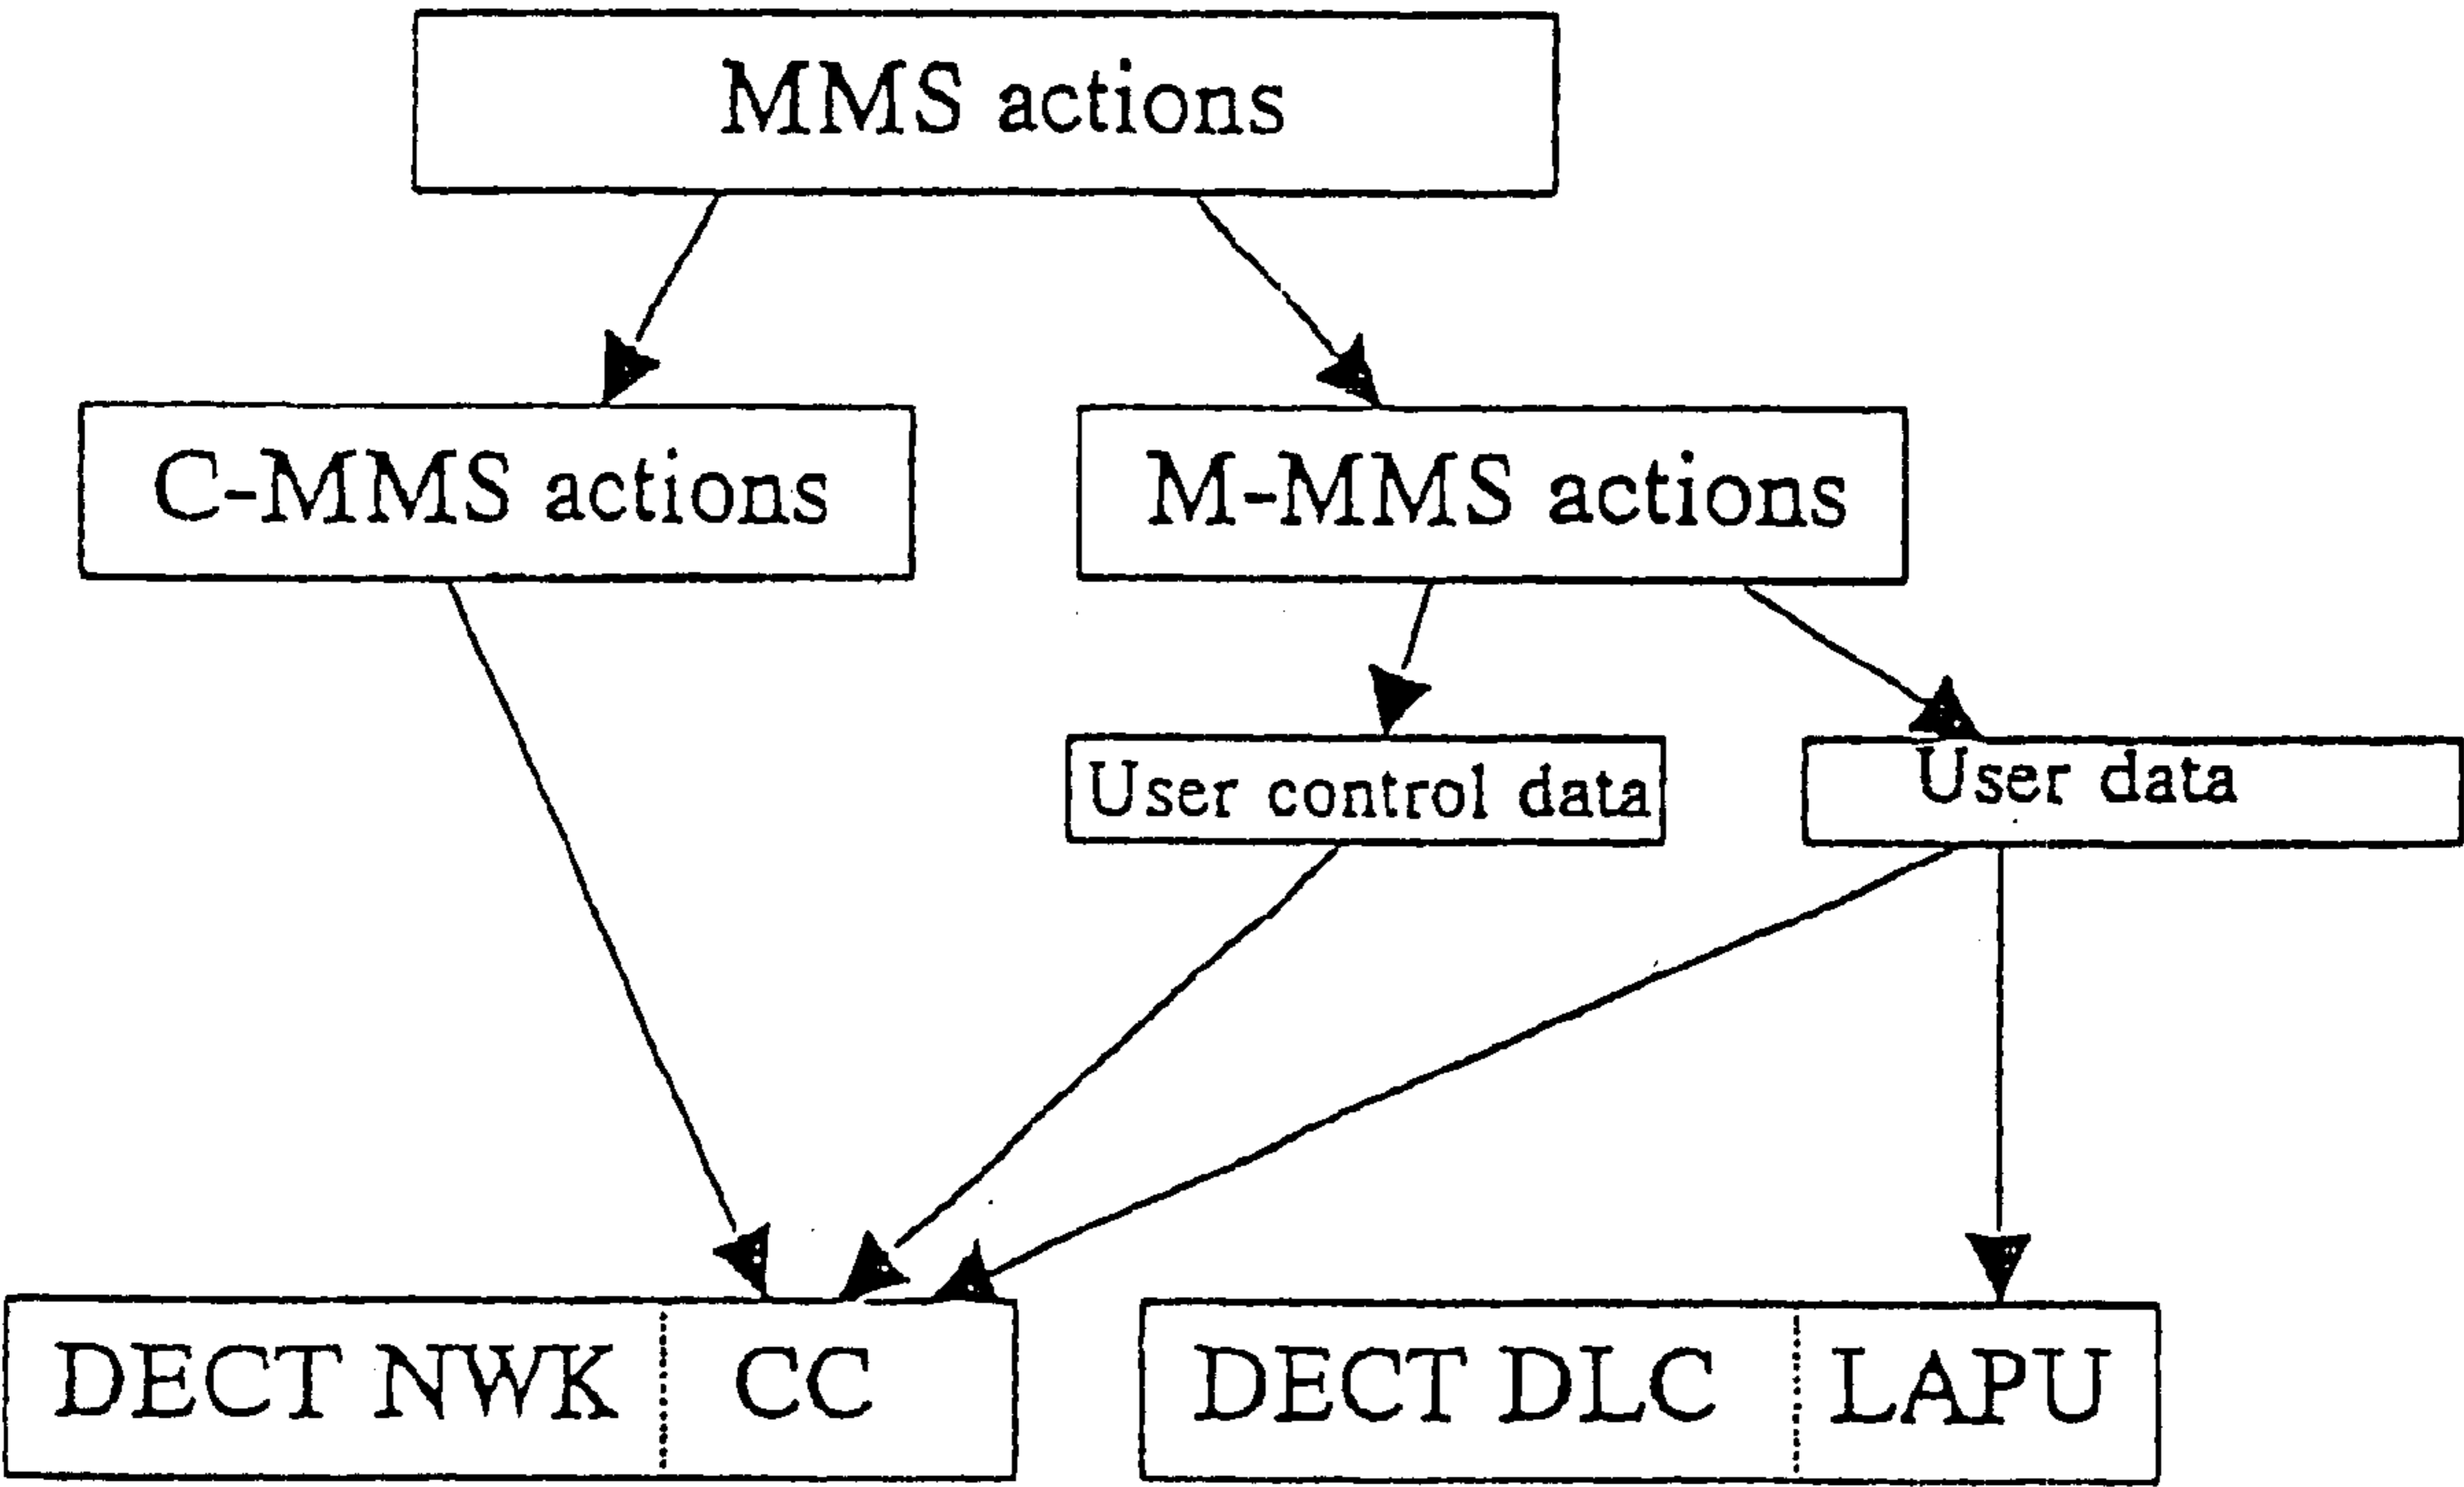 MMS actions
C-MMS actions
M-MMS actions
User control data
User data
DECT NWK
CC
DECT DLC
LAPU